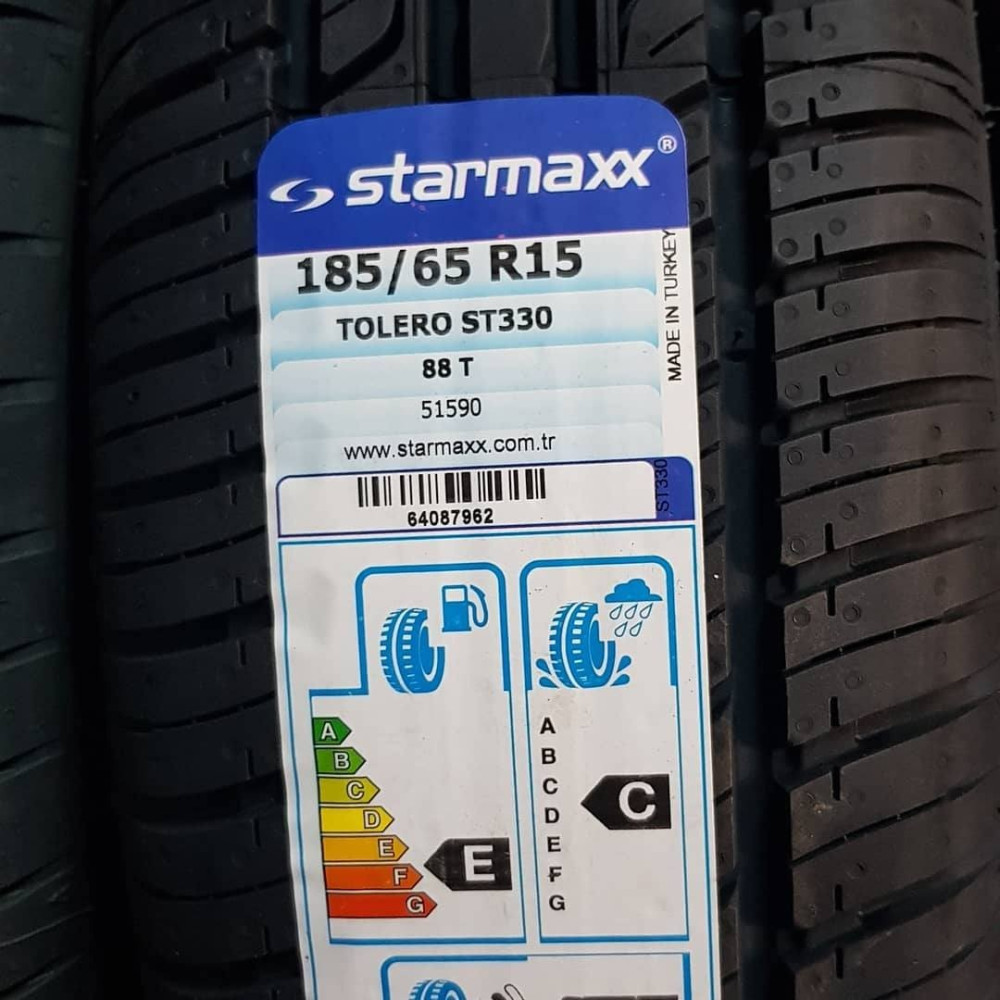 starmaxx®
185/65 R15
TOLERO ST330
88 T
51590
www.starmaxx.com.tr
MADE IN TURKEY
ST330
64087962
A
B
C
D
E
F
G
E
A
B
C
D
E
F
G
C